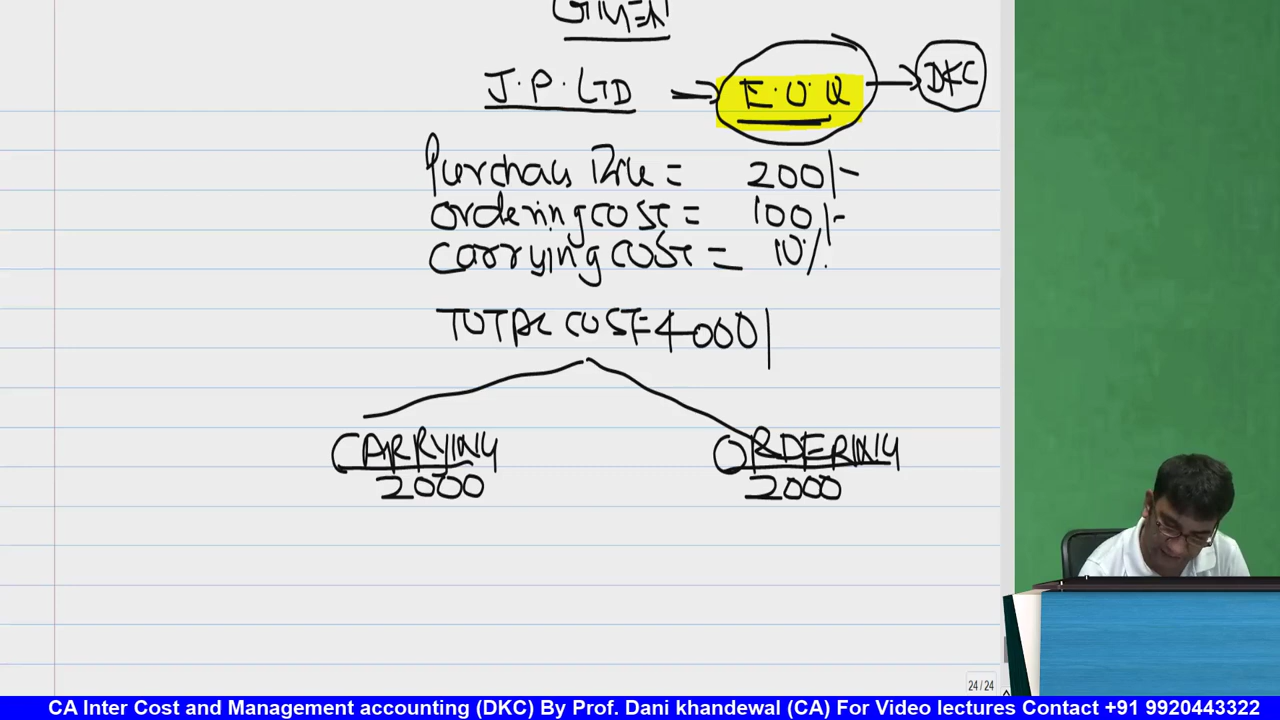 GIVEN
J.P. LTD → E.O.Q → DKC
Purchase Price = 200/-
Ordering cost = 100/-
Carrying cost = 10%
TOTAL COST = 4000/
CARRYING ORDERING
2000 2000
24 / 24
CA Inter Cost and Management accounting (DKC) By Prof. Dani khandewal (CA) For Video lectures Contact +91 9920443322